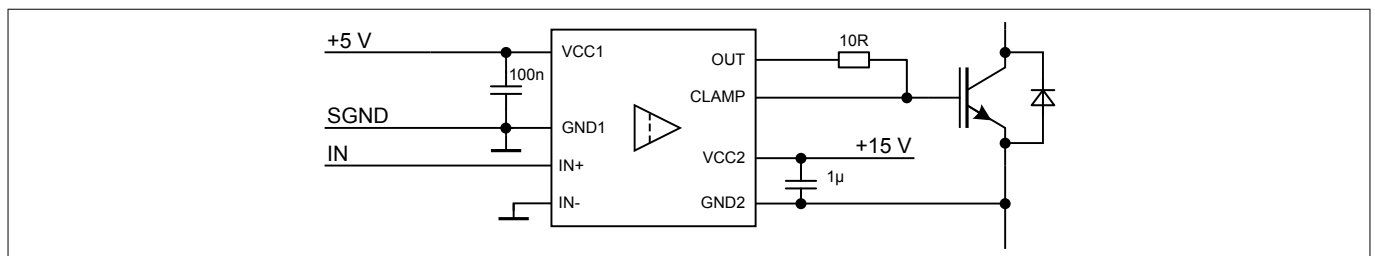 +5 V
100n
SGND
IN
VCC1
GND1
IN+
IN-
OUT
CLAMP
VCC2
GND2
10R
+15 V
1µ